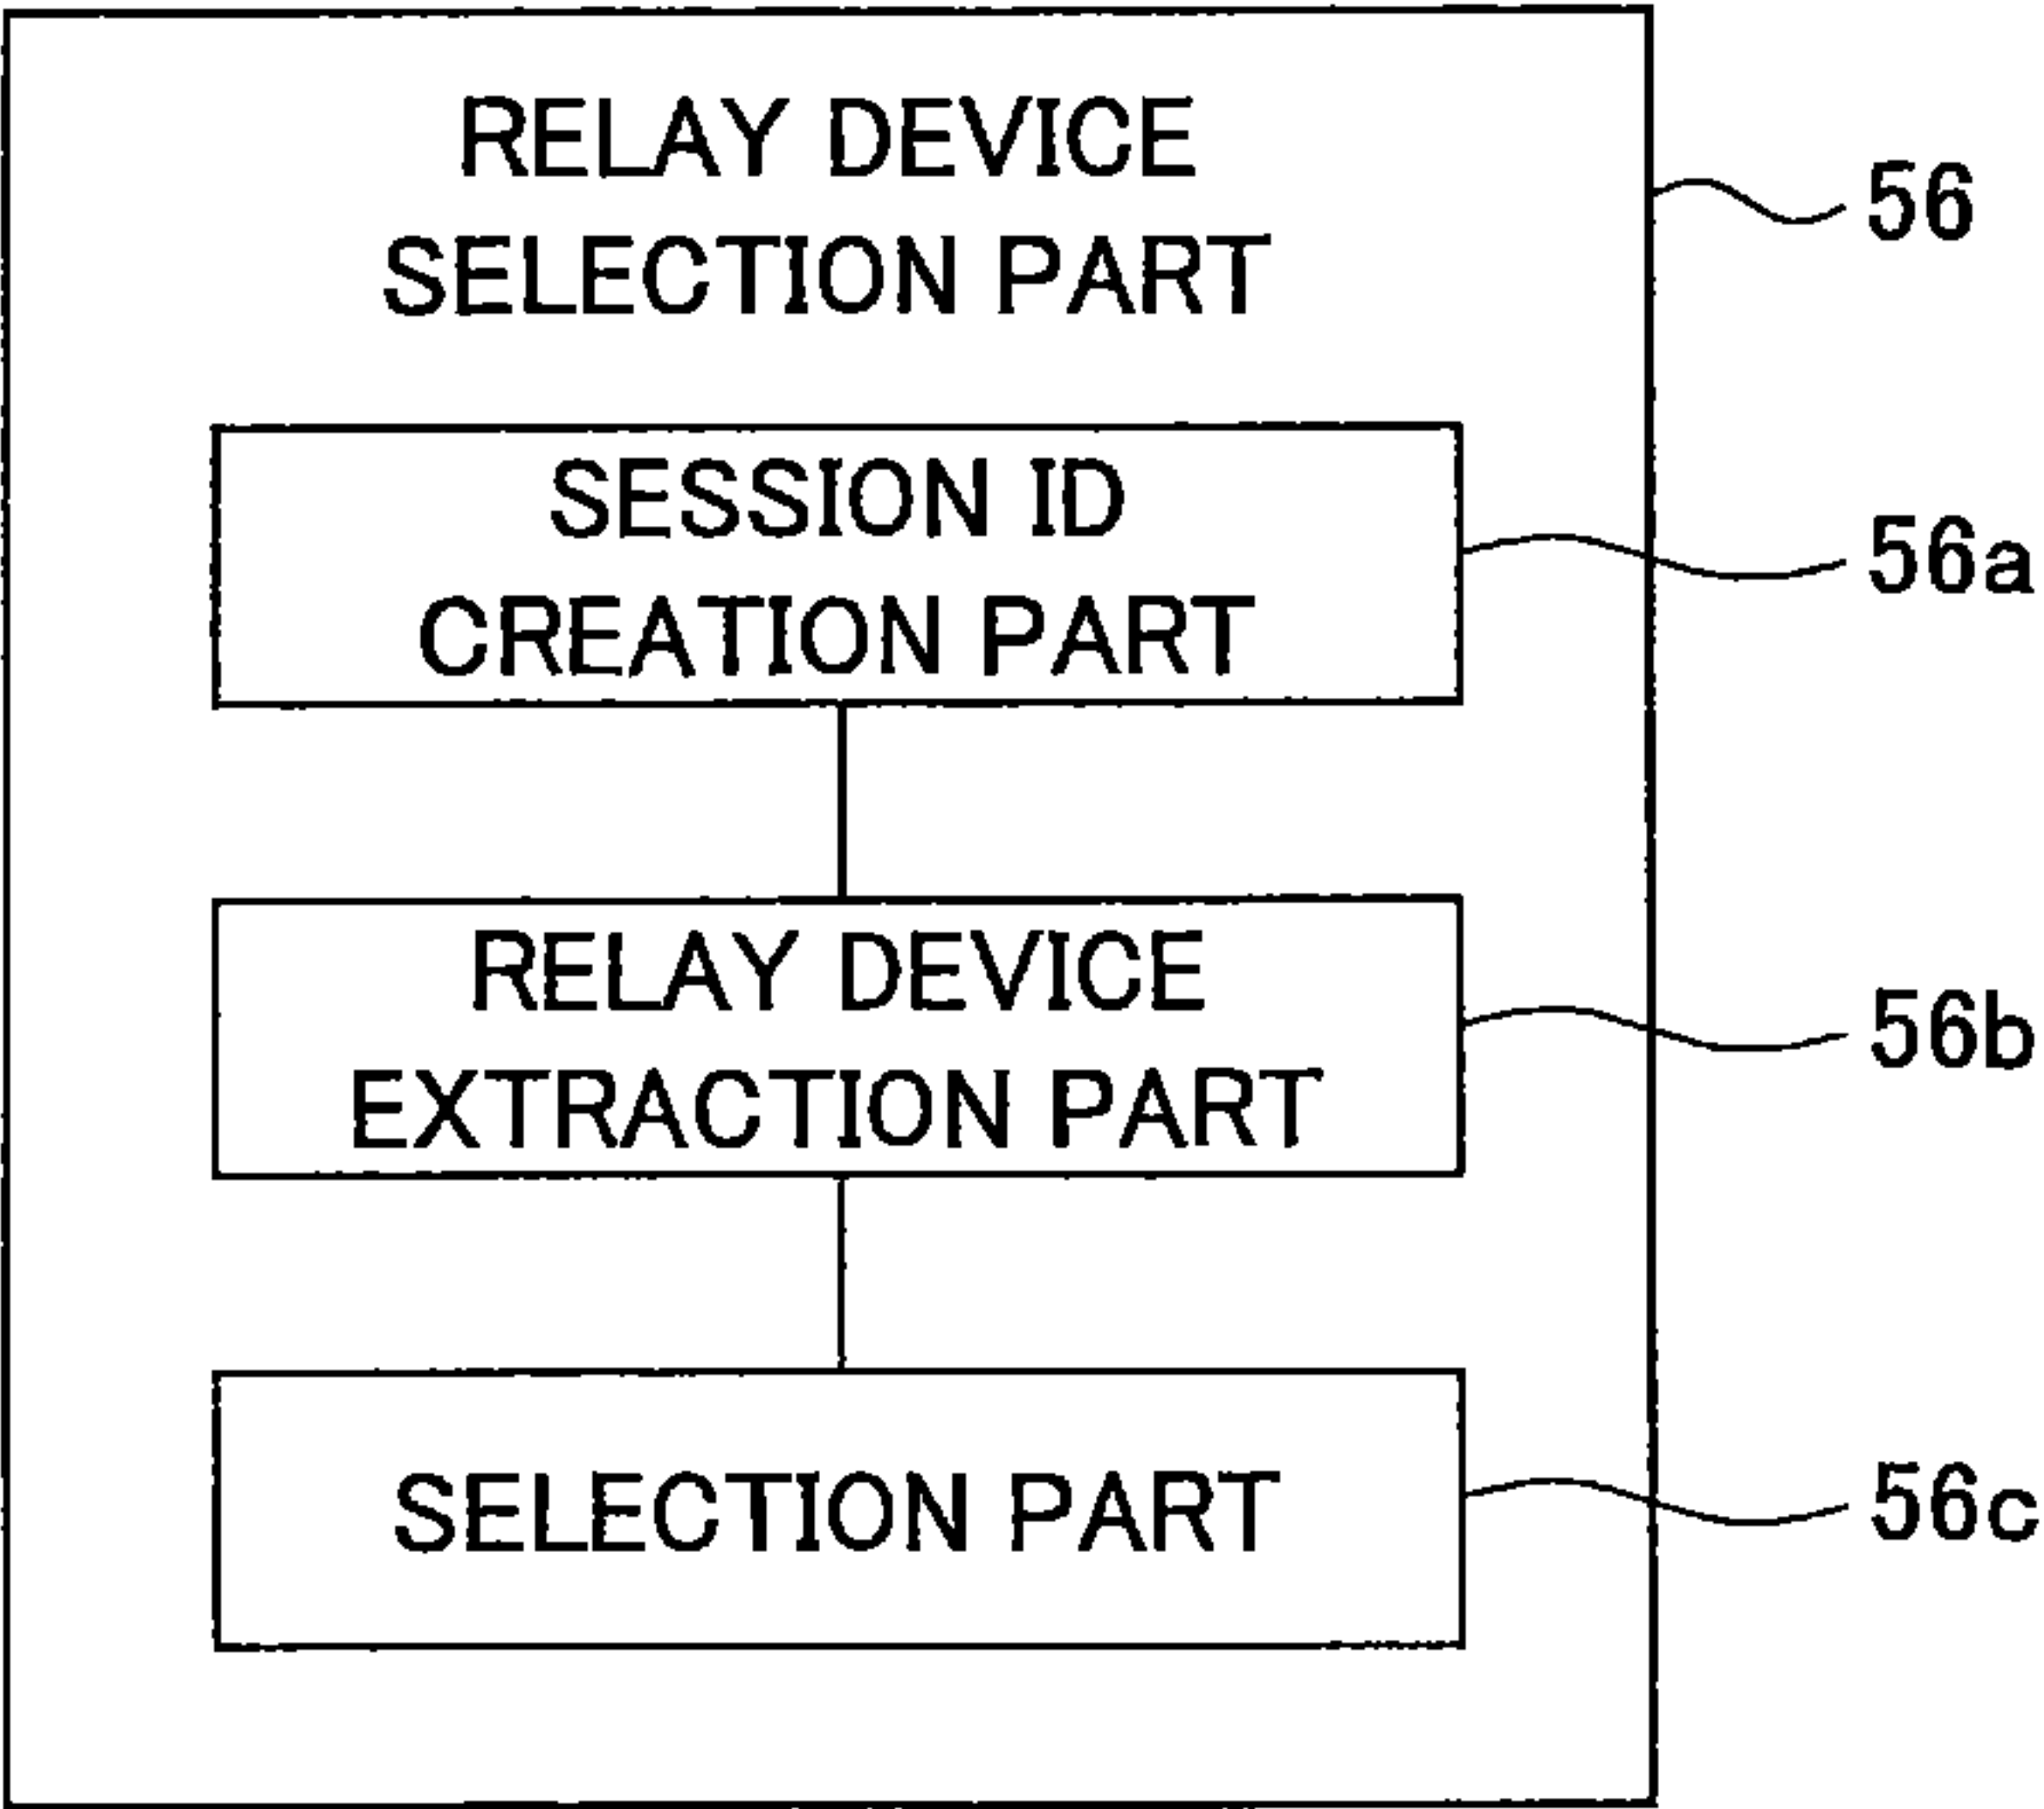 RELAY DEVICE
SELECTION PART
56
SESSION ID
CREATION PART
56a
RELAY DEVICE
EXTRACTION PART
56b
SELECTION PART
56c